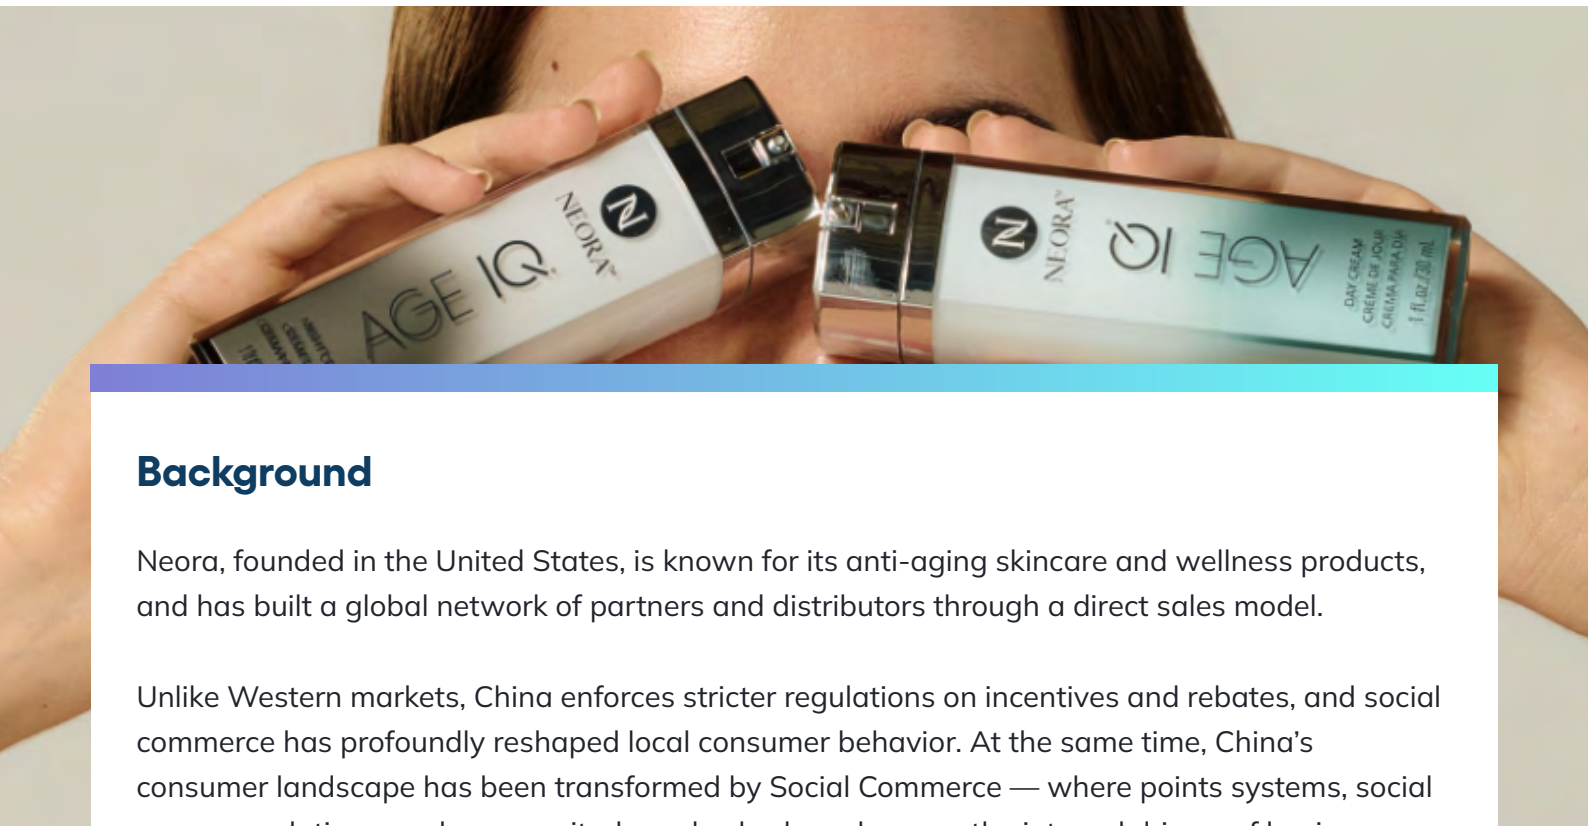 NEORA™
N
AGE IQ
N
NEORA™
AGE IQ
DAY CREAM
CRÈME DE JOUR
CREMA PARA DÍA
1 fl.oz./30 mL
Background
Neora, founded in the United States, is known for its anti-aging skincare and wellness products,
and has built a global network of partners and distributors through a direct sales model.
Unlike Western markets, China enforces stricter regulations on incentives and rebates, and social
commerce has profoundly reshaped local consumer behavior. At the same time, China’s
consumer landscape has been transformed by Social Commerce — where points systems, social